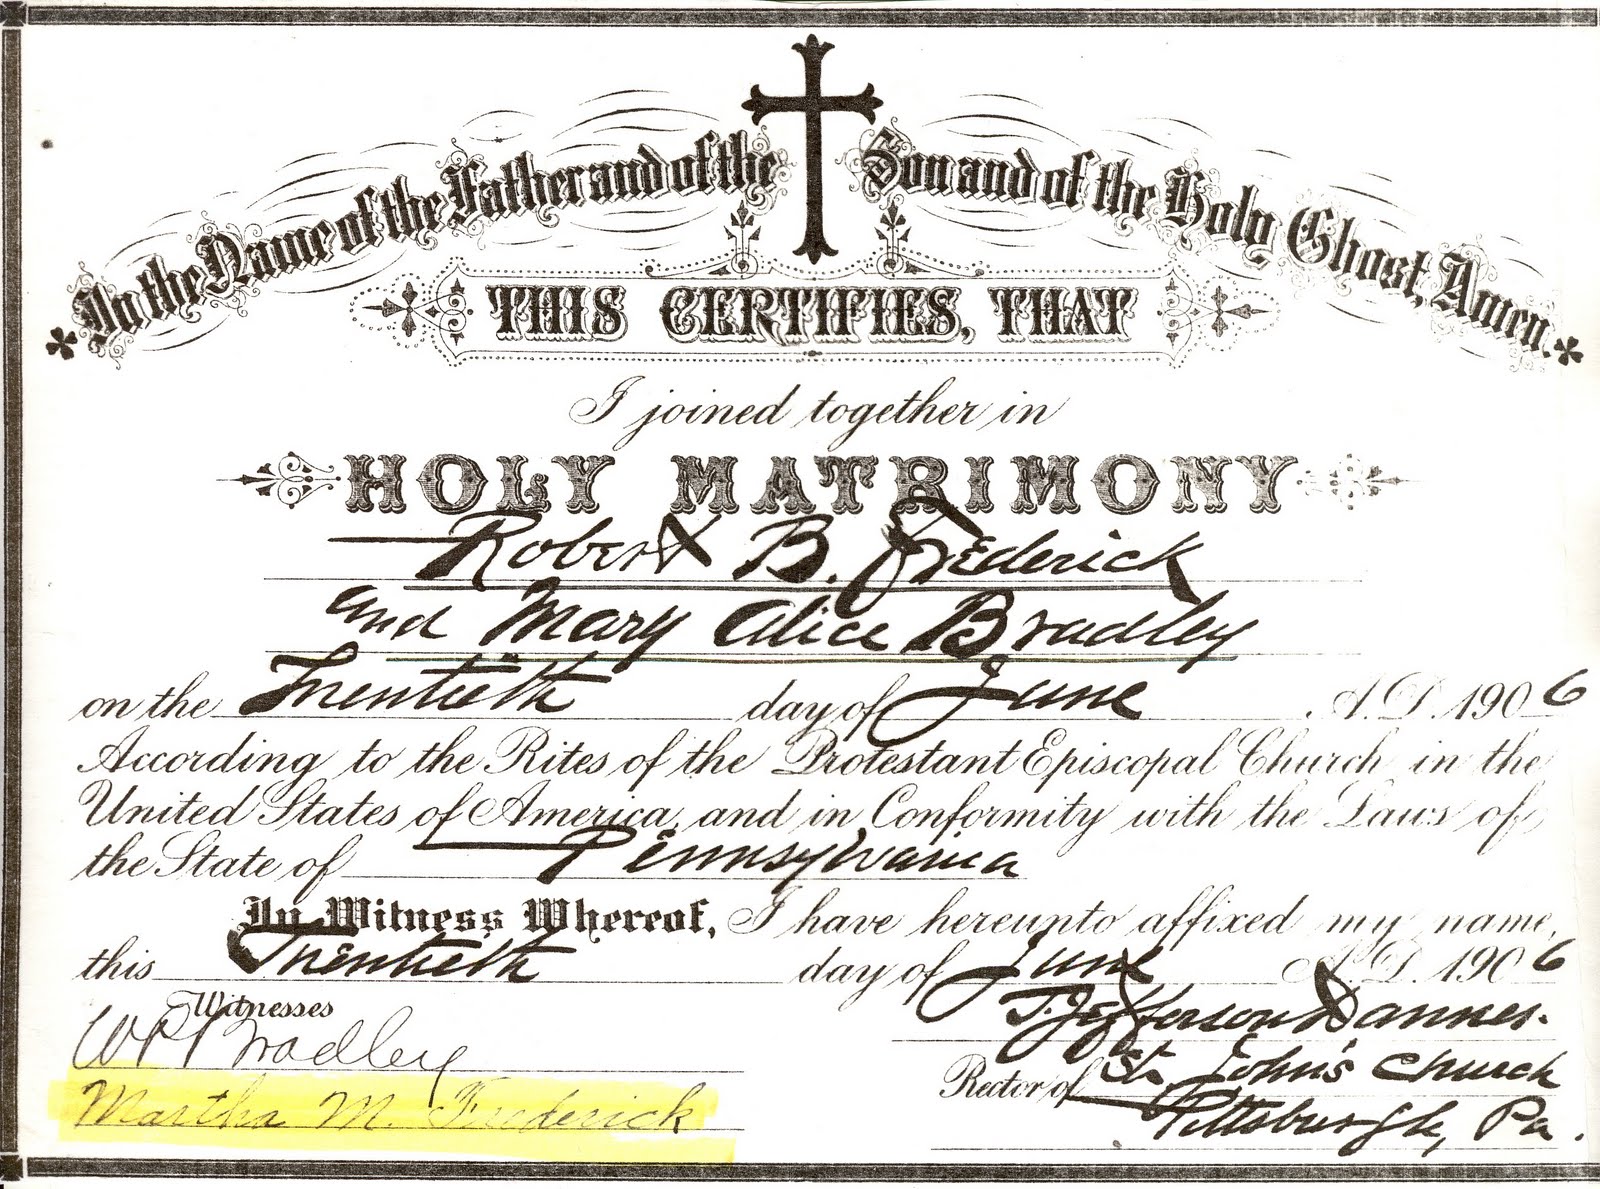 In the Name of the Father and of the Son and of the Holy Ghost, Amen.
THIS CERTIFIES, THAT
I joined together in
HOLY MATRIMONY
Robert B. Frederick
and Mary Alice Bradley
on the Twentieth day of June A.D. 1906
According to the Rites of the Protestant Episcopal Church in the
United States of America, and in Conformity with the Laws of
the State of Pennsylvania
In Witness Whereof, I have hereunto affixed my name,
this Twentieth day of June A.D. 1906
Witnesses
W P Bradley
Martha M. Frederick
T. Jefferson Danner.
Rector of St. John's Church
Pittsburgh, Pa.